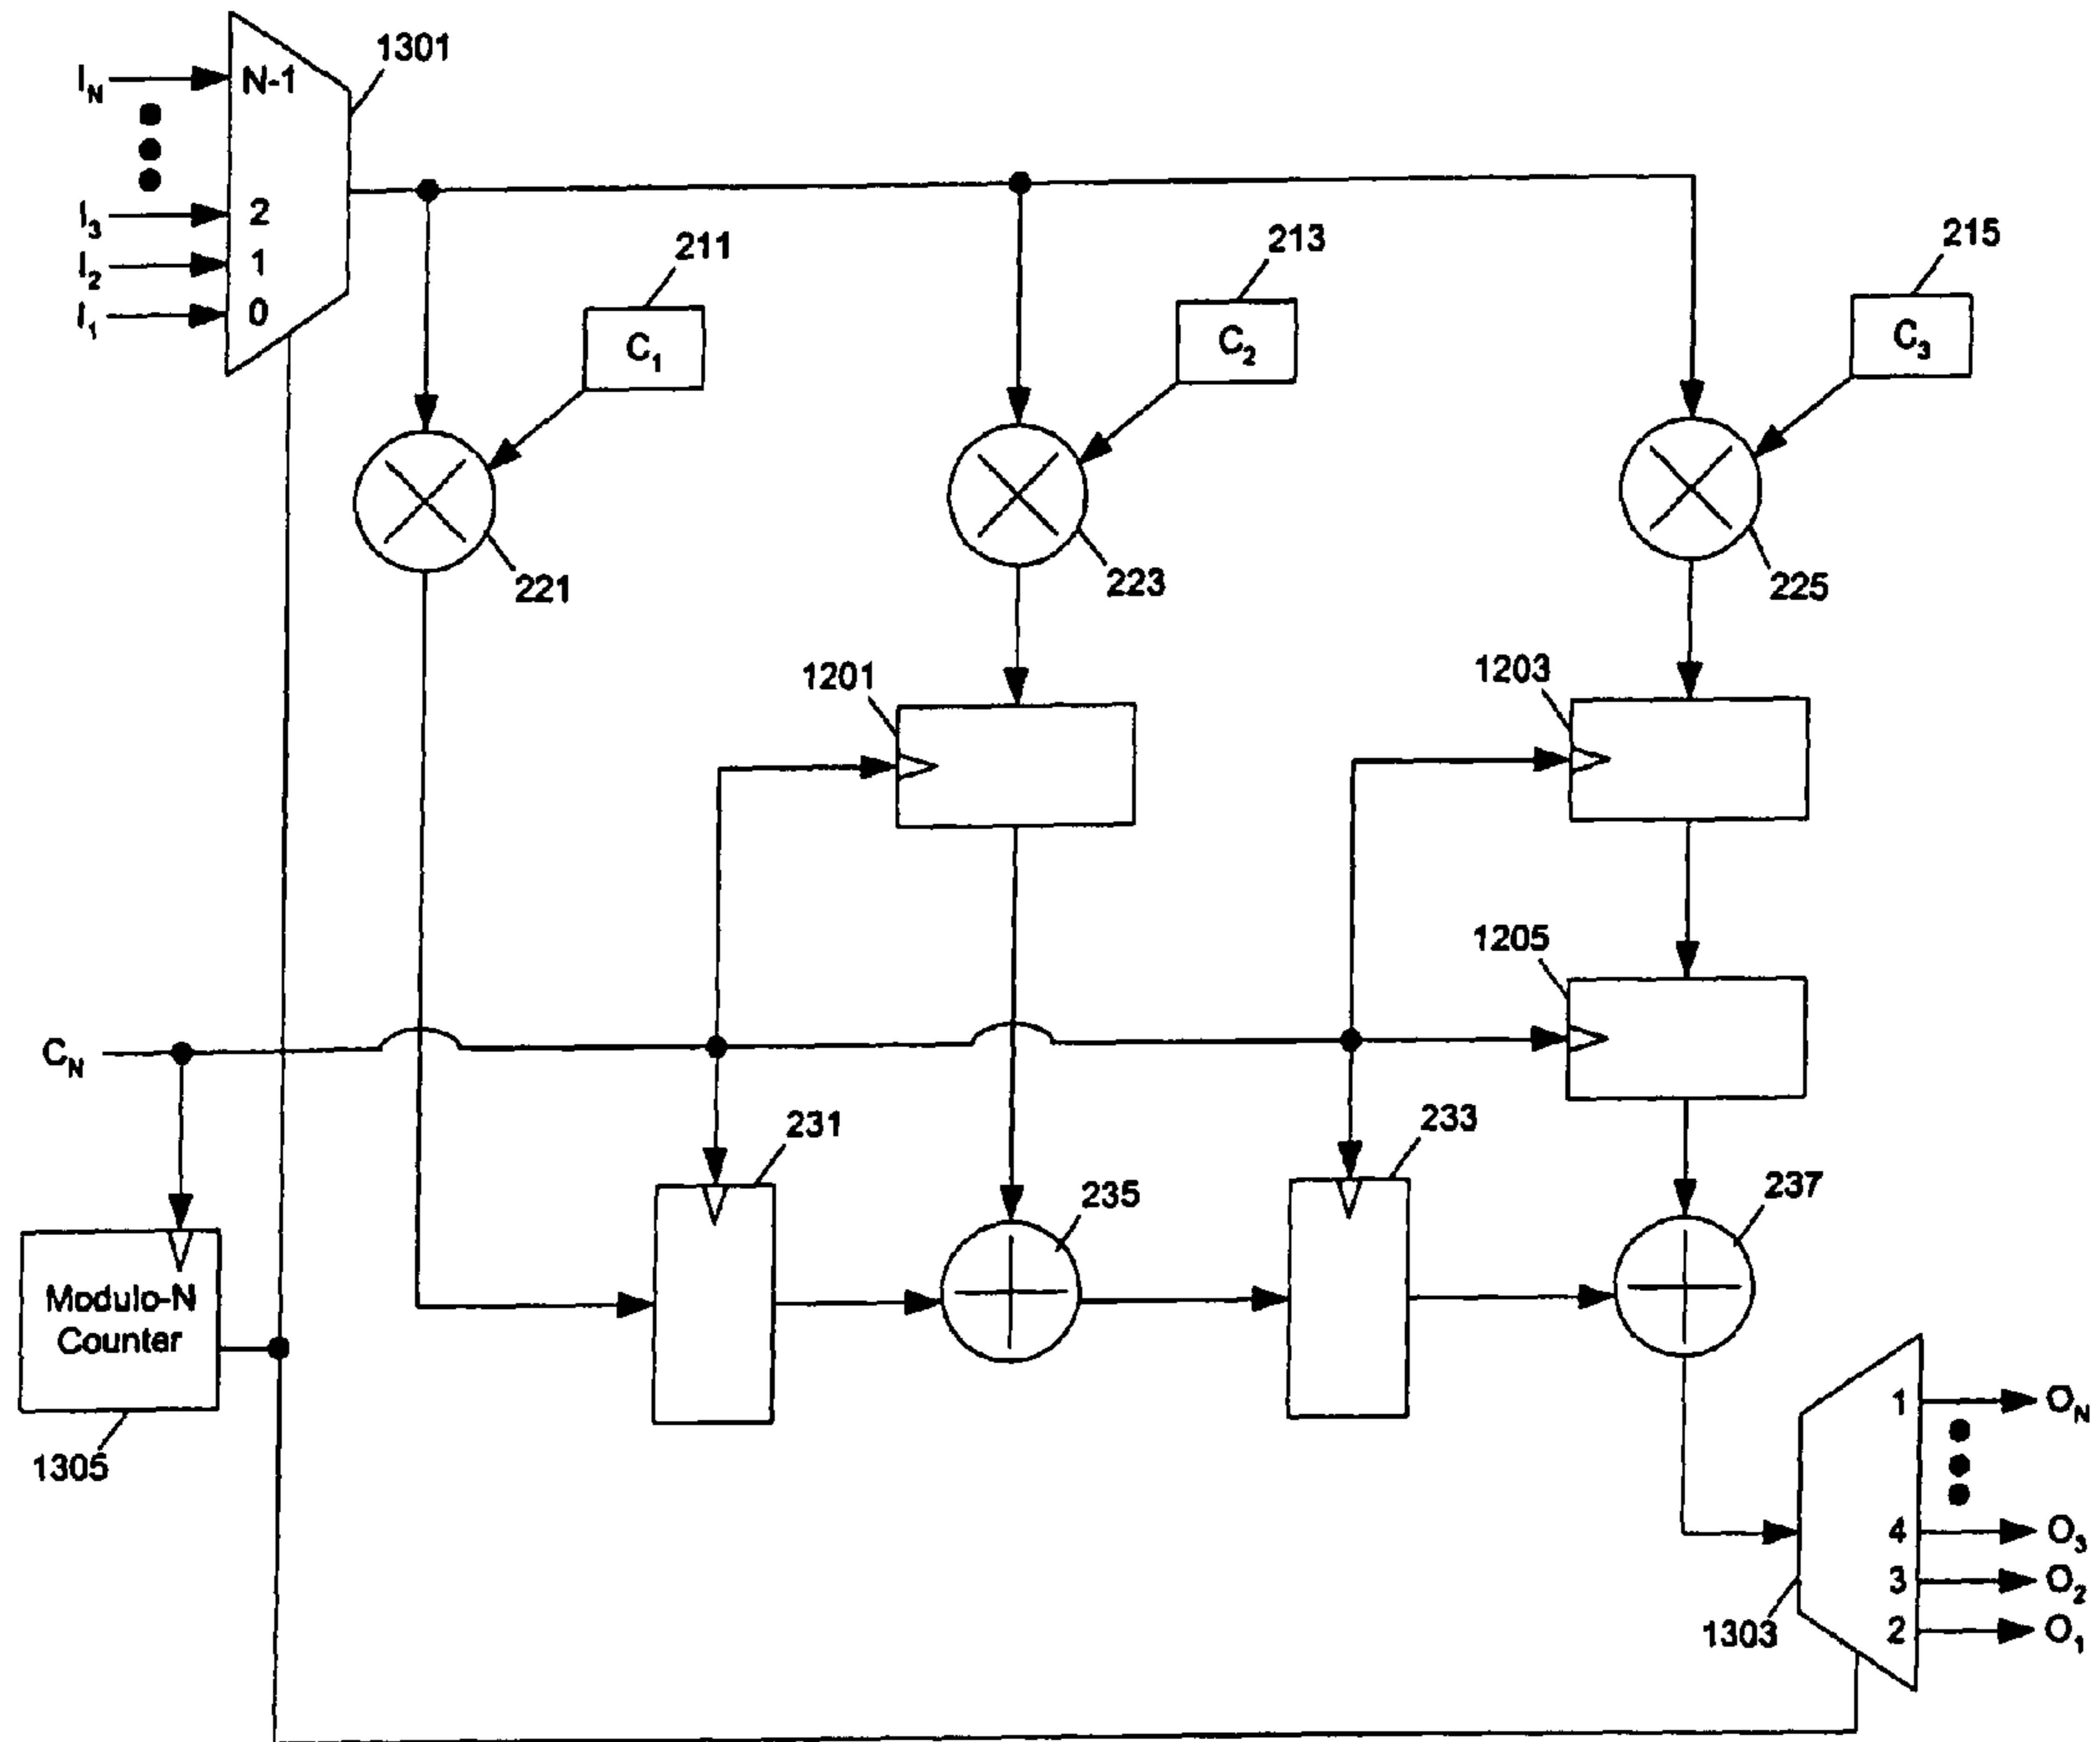 1301
I_N N-1
I_3 2
I_2 1
I_1 0
211
C_1
213
C_2
215
C_3
221
223
225
1201
1203
1205
C_N
231
235
233
237
Modulo-N
Counter
1305
1 O_N
4 O_3
3 O_2
2 O_1
1303